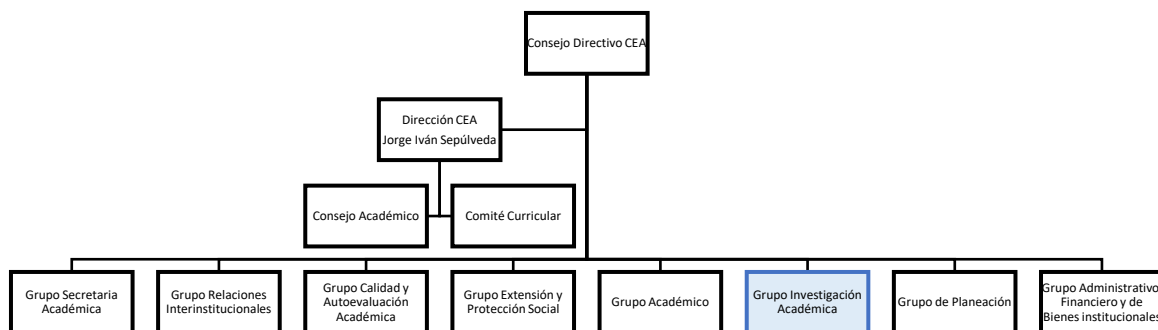 Consejo Directivo CEA
Dirección CEA
Jorge Iván Sepúlveda
Consejo Académico
Comité Curricular
Grupo Secretaria
Académica
Grupo Relaciones
Interinstitucionales
Grupo Calidad y
Autoevaluación
Académica
Grupo Extensión y
Protección Social
Grupo Académico
Grupo Investigación
Académica
Grupo de Planeación
Grupo Administrativo
Financiero y de
Bienes institucionales